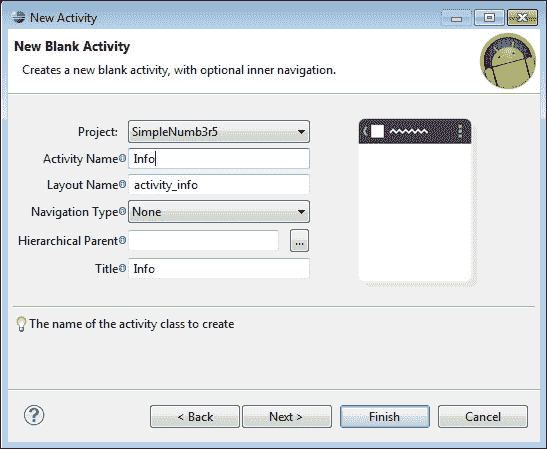 New Activity
New Blank Activity
Creates a new blank activity, with optional inner navigation.
Project: SimpleNumb3r5
Activity Name Info
Layout Name activity_info
Navigation Type None
Hierarchical Parent ...
Title Info
The name of the activity class to create
? < Back Next > Finish Cancel